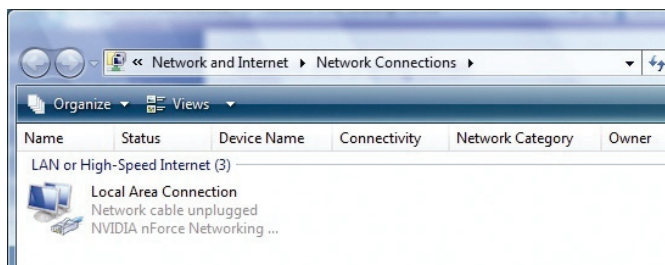 « Network and Internet ▸ Network Connections ▸
Organize ▼ Views ▼
Name Status Device Name Connectivity Network Category Owner
LAN or High-Speed Internet (3)
Local Area Connection
Network cable unplugged
NVIDIA nForce Networking ...